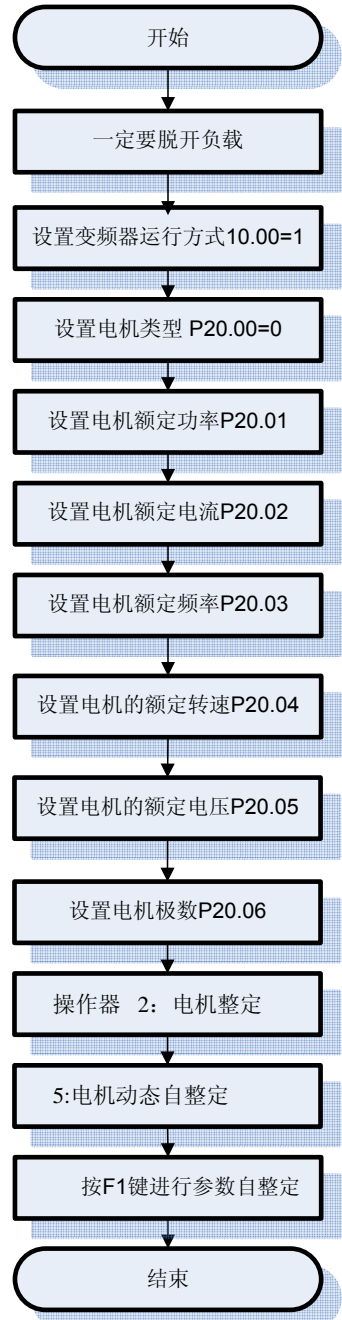 开始
一定要脱开负载
设置变频器运行方式10.00=1
设置电机类型 P20.00=0
设置电机额定功率P20.01
设置电机额定电流P20.02
设置电机额定频率P20.03
设置电机的额定转速P20.04
设置电机的额定电压P20.05
设置电机极数P20.06
操作器 2：电机整定
5:电机动态自整定
按F1键进行参数自整定
结束